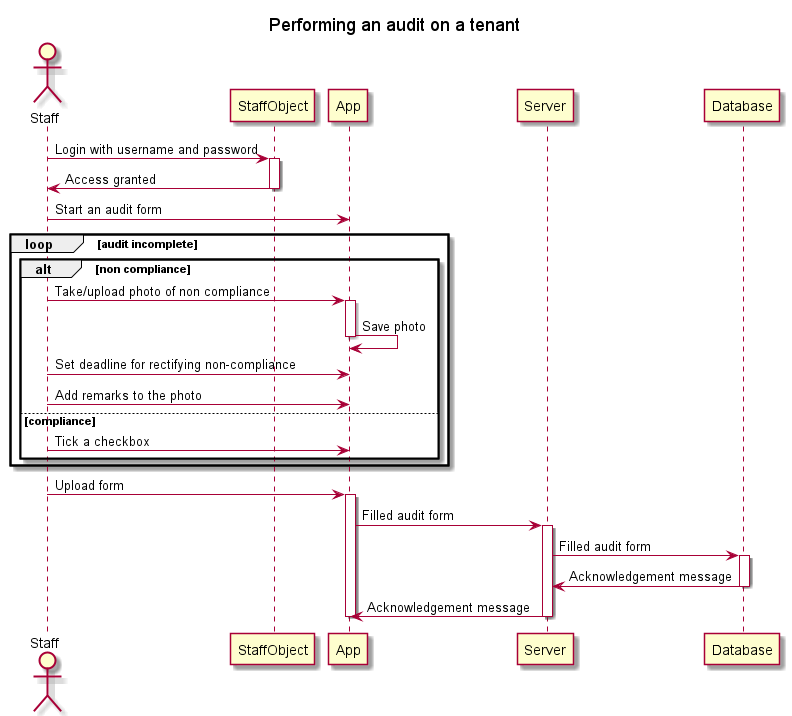 Performing an audit on a tenant
Staff
StaffObject
App
Server
Database
Login with username and password
Access granted
Start an audit form
loop [audit incomplete]
alt [non compliance]
Take/upload photo of non compliance
Save photo
Set deadline for rectifying non-compliance
Add remarks to the photo
[compliance]
Tick a checkbox
Upload form
Filled audit form
Filled audit form
Acknowledgement message
Acknowledgement message
Staff
StaffObject
App
Server
Database